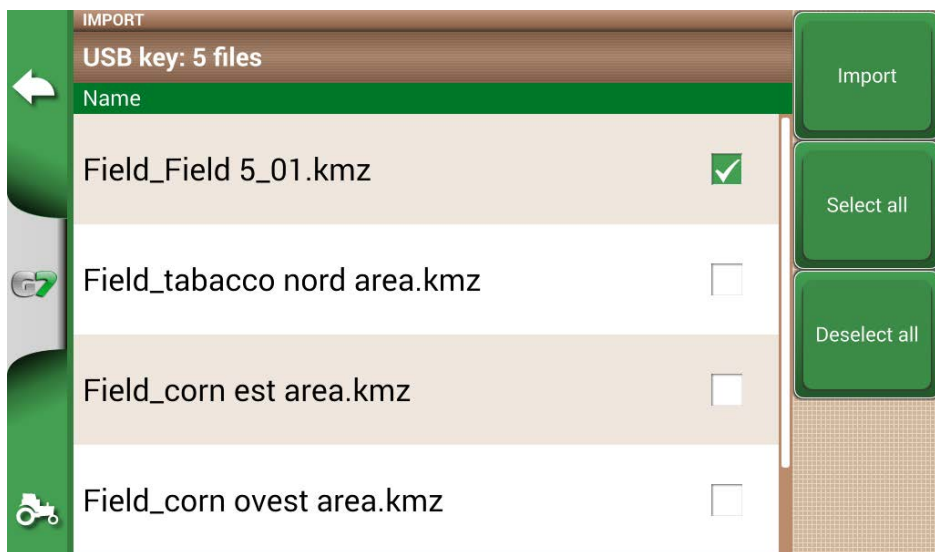 IMPORT
USB key: 5 files
Name
Field_Field 5_01.kmz
Field_tabacco nord area.kmz
Field_corn est area.kmz
Field_corn ovest area.kmz
Import
Select all
Deselect all
G7